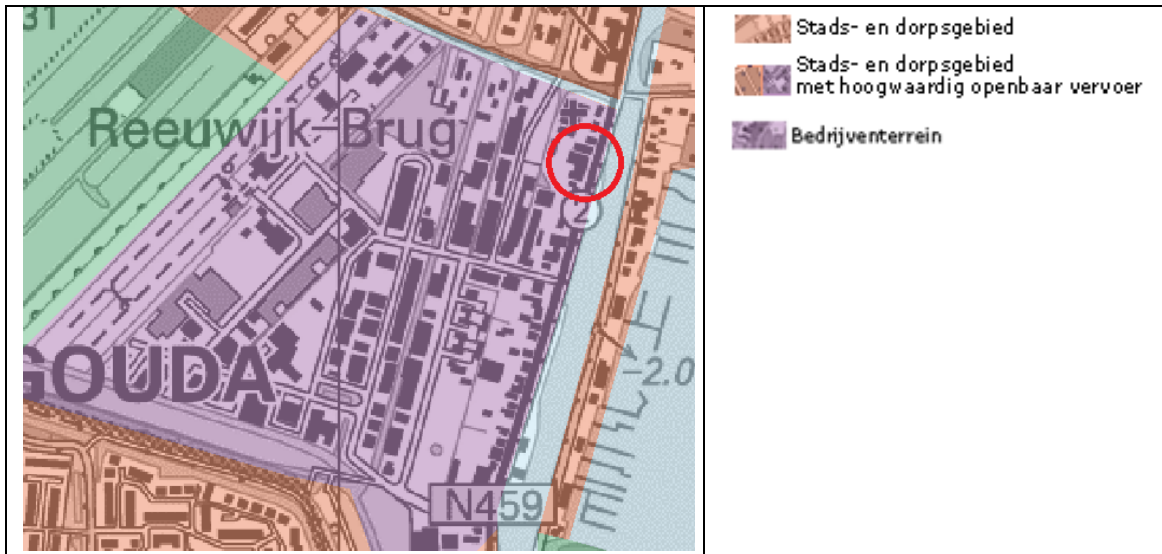 31
Reeuwijk-Brug
2
-2.0
GOUDA
N459
Stads- en dorpsgebied
Stads- en dorpsgebied
met hoogwaardig openbaar vervoer
Bedrijventerrein